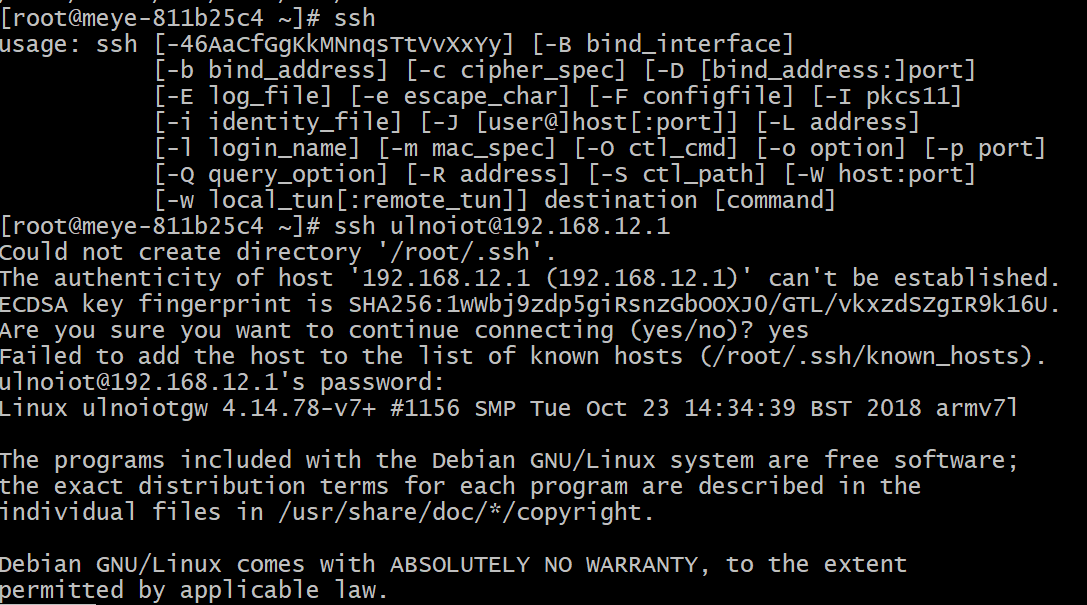 [root@meye-811b25c4 ~]# ssh
usage: ssh [-46AaCfGgKkMNnqsTtVvXxYy] [-B bind_interface]
           [-b bind_address] [-c cipher_spec] [-D [bind_address:]port]
           [-E log_file] [-e escape_char] [-F configfile] [-I pkcs11]
           [-i identity_file] [-J [user@]host[:port]] [-L address]
           [-l login_name] [-m mac_spec] [-O ctl_cmd] [-o option] [-p port]
           [-Q query_option] [-R address] [-S ctl_path] [-W host:port]
           [-w local_tun[:remote_tun]] destination [command]
[root@meye-811b25c4 ~]# ssh ulnoiot@192.168.12.1
Could not create directory '/root/.ssh'.
The authenticity of host '192.168.12.1 (192.168.12.1)' can't be established.
ECDSA key fingerprint is SHA256:1wWbj9zdp5giRsnzGbOOXJ0/GTL/vkxzdSZgIR9k16U.
Are you sure you want to continue connecting (yes/no)? yes
Failed to add the host to the list of known hosts (/root/.ssh/known_hosts).
ulnoiot@192.168.12.1's password:
Linux ulnoiotgw 4.14.78-v7+ #1156 SMP Tue Oct 23 14:34:39 BST 2018 armv7l

The programs included with the Debian GNU/Linux system are free software;
the exact distribution terms for each program are described in the
individual files in /usr/share/doc/*/copyright.

Debian GNU/Linux comes with ABSOLUTELY NO WARRANTY, to the extent
permitted by applicable law.